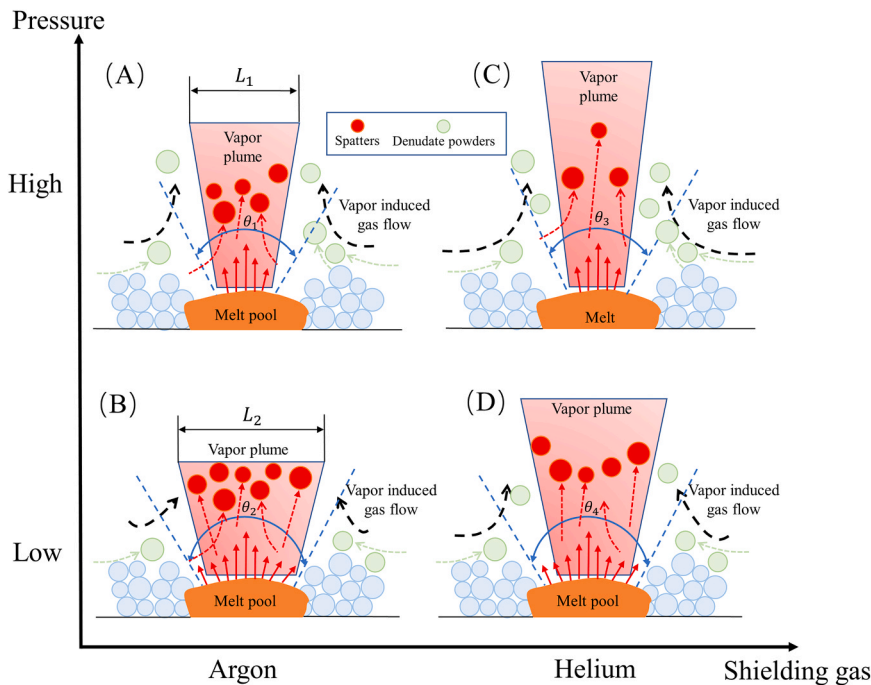 Pressure
(A)
L₁
Vapor
plume
Spatters
Denudate powders
(C)
Vapor
plume
High
θ₁
Vapor induced
gas flow
θ₃
Vapor induced
gas flow
Melt pool
Melt
(B)
L₂
Vapor plume
(D)
Vapor plume
Low
θ₂
Vapor induced
gas flow
θ₄
Vapor induced
gas flow
Melt pool
Melt pool
Argon
Helium
Shielding gas